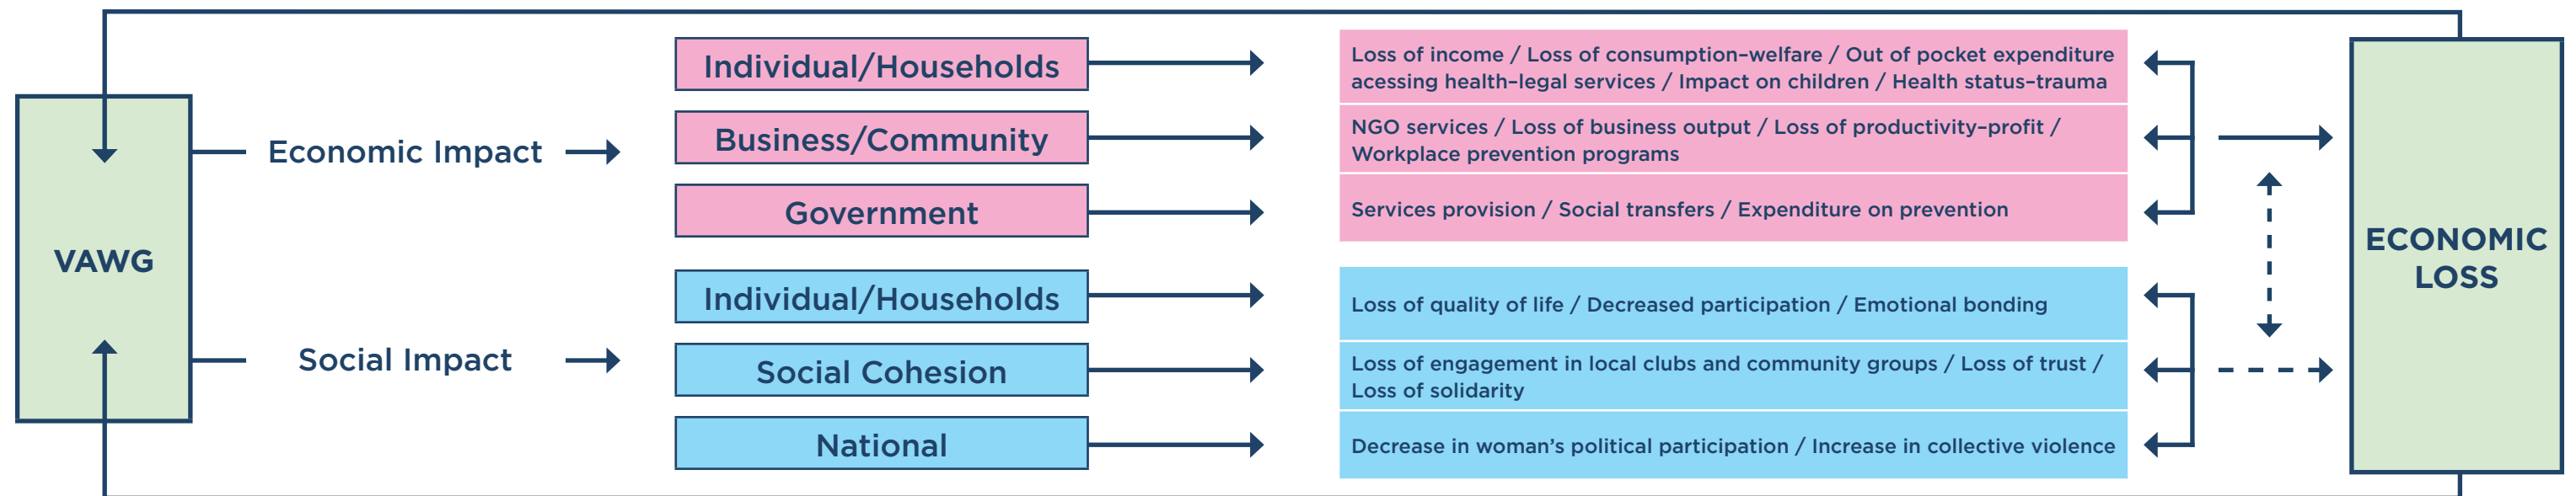 VAWG
Economic Impact
Individual/Households
Loss of income / Loss of consumption–welfare / Out of pocket expenditure
acessing health–legal services / Impact on children / Health status–trauma
Business/Community
NGO services / Loss of business output / Loss of productivity–profit /
Workplace prevention programs
Government
Services provision / Social transfers / Expenditure on prevention
Social Impact
Individual/Households
Loss of quality of life / Decreased participation / Emotional bonding
Social Cohesion
Loss of engagement in local clubs and community groups / Loss of trust /
Loss of solidarity
National
Decrease in woman's political participation / Increase in collective violence
ECONOMIC
LOSS